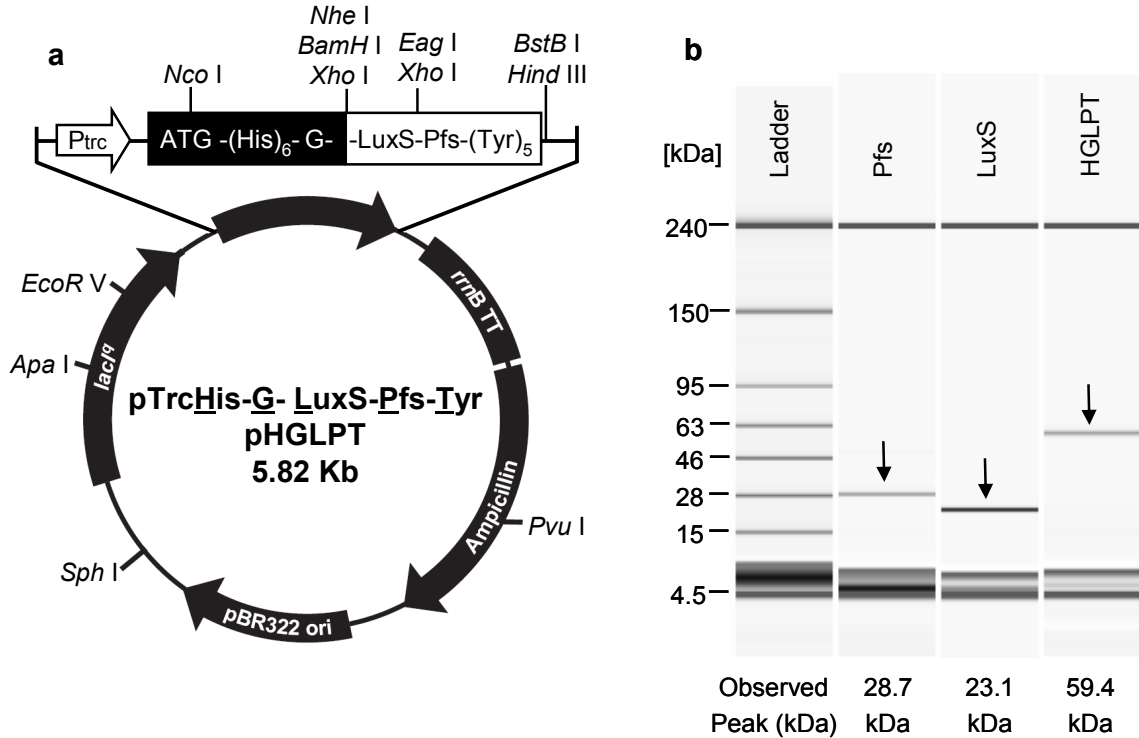 a
Nhe I
BamH I
Xho I
Eag I
Xho I
BstB I
Hind III
Nco I
Ptrc
ATG -(His)6- G-
-LuxS-Pfs-(Tyr)5
EcoR V
Apa I
Sph I
Pvu I
lacIq
rrnB TT
Ampicillin
pBR322 ori
pTrcHis-G- LuxS-Pfs-Tyr
pHGLPT
5.82 Kb
b
[kDa]
Ladder
Pfs
LuxS
HGLPT
240
150
95
63
46
28
15
4.5
Observed Peak (kDa)
28.7 kDa
23.1 kDa
59.4 kDa